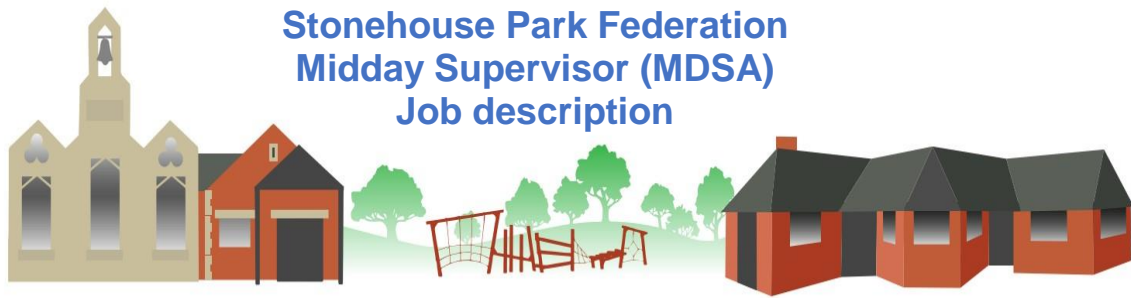 Stonehouse Park Federation
Midday Supervisor (MDSA)
Job description